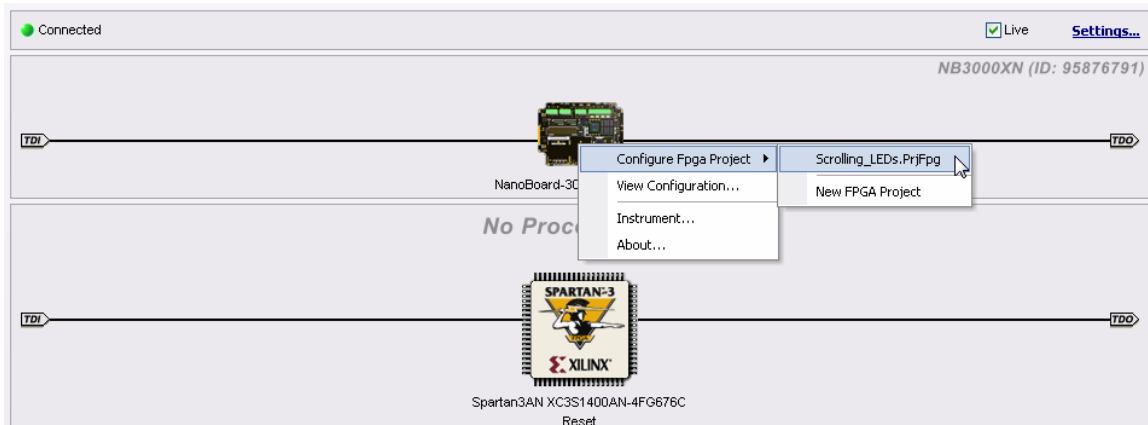 Connected
Live
Settings...
NB3000XN (ID: 95876791)
TDI
TDO
Configure Fpga Project
Scrolling_LEDs.PrjFpg
NanoBoard-30
View Configuration...
New FPGA Project
Instrument...
No Proc
About...
SPARTAN-3
TDI
TDO
FPGA
XILINX
Spartan3AN XC3S1400AN-4FG676C
Reset